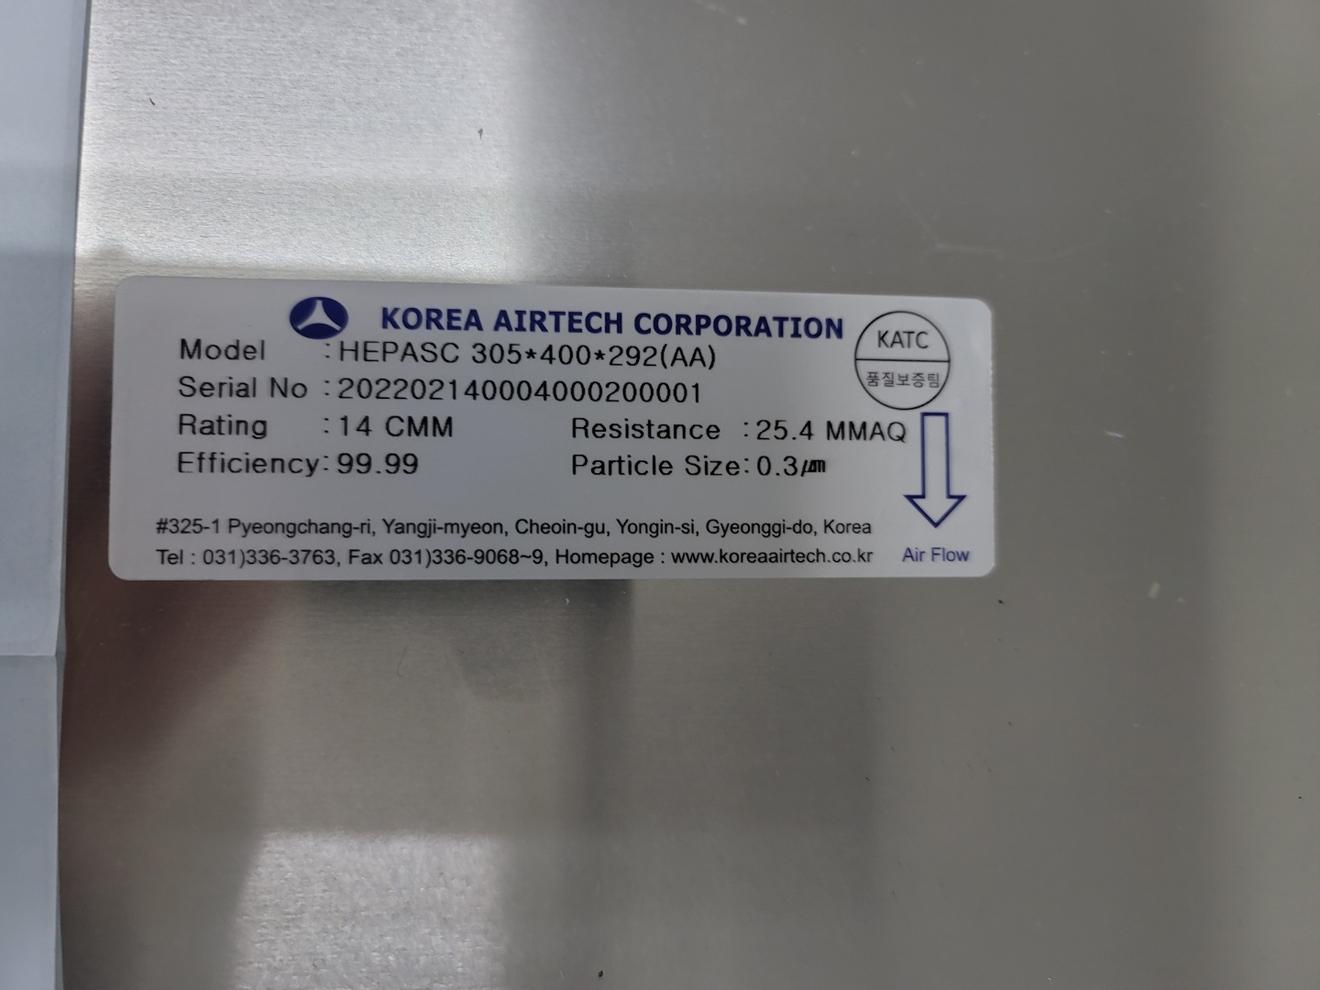 KOREA AIRTECH CORPORATION
KATC
품질보증팀
Model : HEPASC 305*400*292(AA)
Serial No : 202202140004000200001
Rating : 14 CMM Resistance : 25.4 MMAQ
Efficiency: 99.99 Particle Size: 0.3㎛
#325-1 Pyeongchang-ri, Yangji-myeon, Cheoin-gu, Yongin-si, Gyeonggi-do, Korea
Tel : 031)336-3763, Fax 031)336-9068~9, Homepage : www.koreaairtech.co.kr
Air Flow